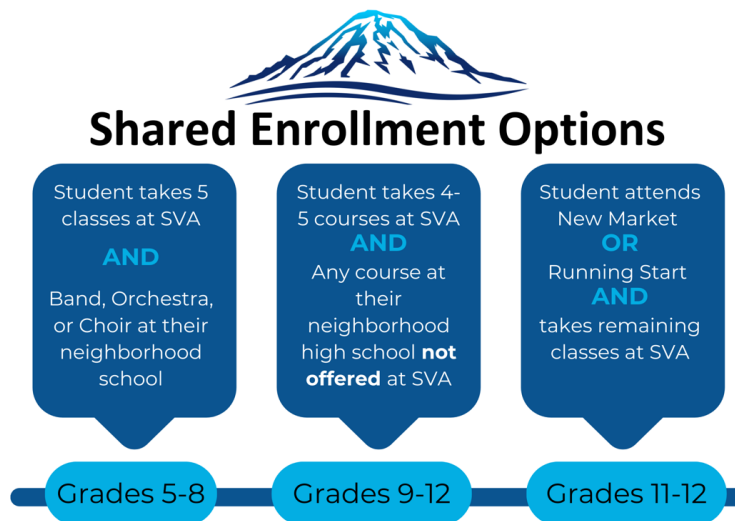 Shared Enrollment Options
Student takes 5
classes at SVA
AND
Band, Orchestra,
or Choir at their
neighborhood
school
Grades 5-8
Student takes 4-
5 courses at SVA
AND
Any course at
their
neighborhood
high school not
offered at SVA
Grades 9-12
Student attends
New Market
OR
Running Start
AND
takes remaining
classes at SVA
Grades 11-12